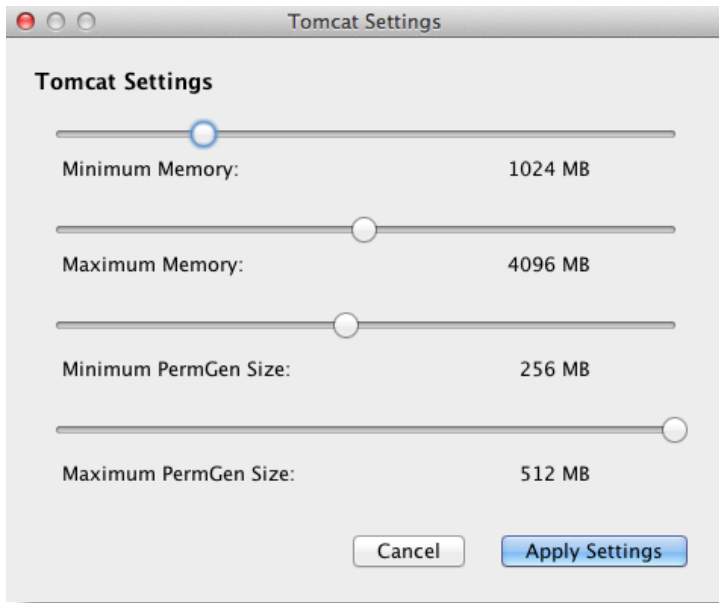 Tomcat Settings
Tomcat Settings
Minimum Memory: 1024 MB
Maximum Memory: 4096 MB
Minimum PermGen Size: 256 MB
Maximum PermGen Size: 512 MB
Cancel Apply Settings